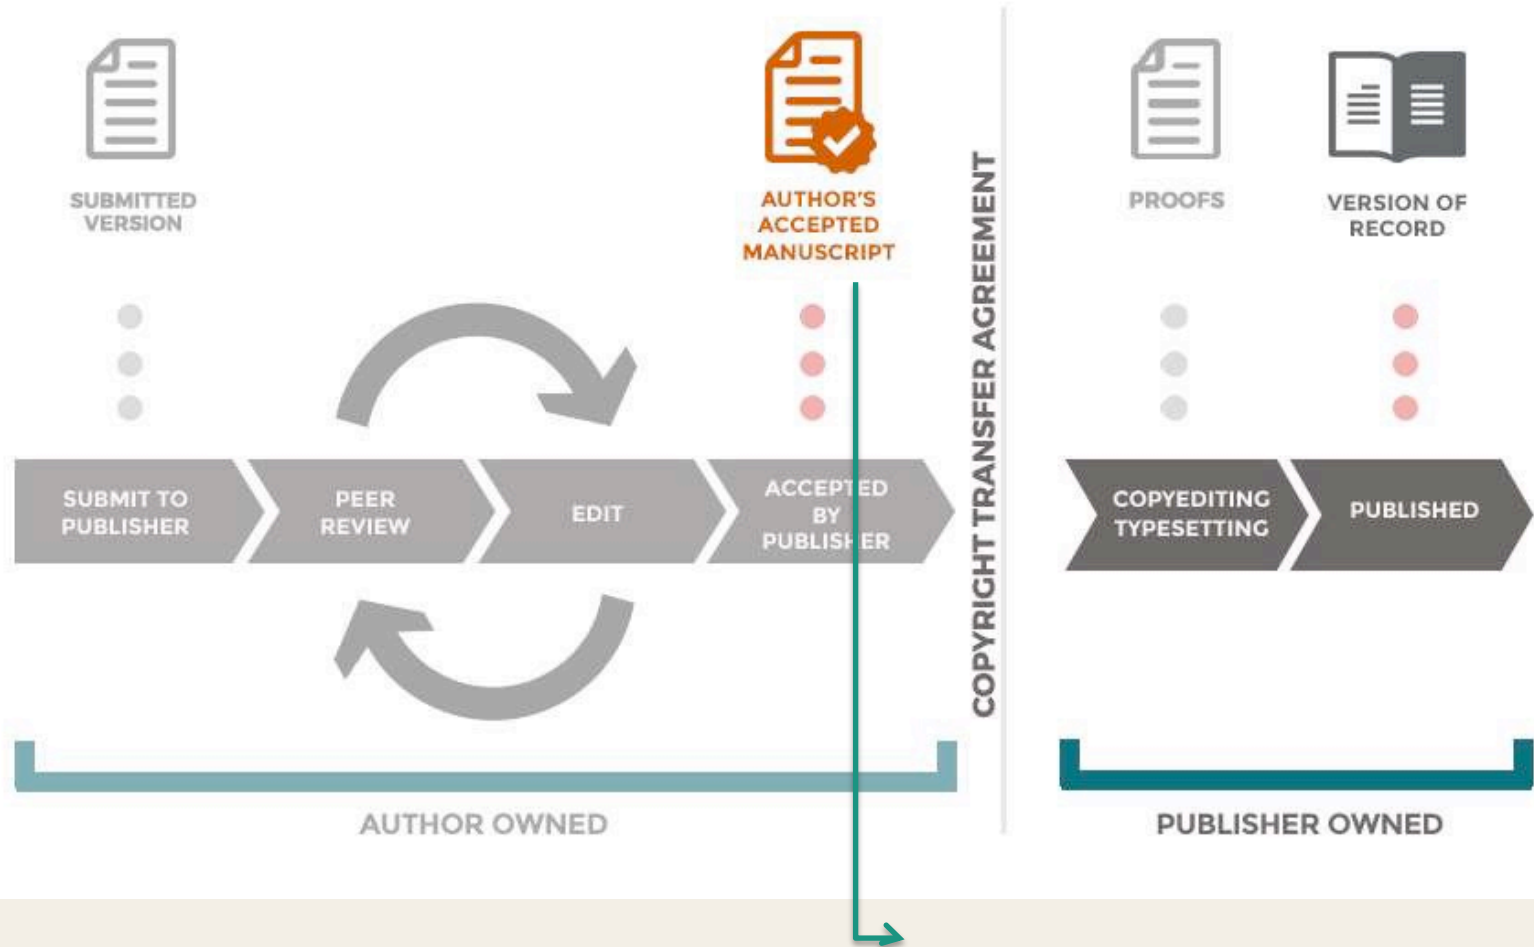 SUBMITTED
VERSION
AUTHOR'S
ACCEPTED
MANUSCRIPT
COPYRIGHT TRANSFER AGREEMENT
PROOFS
VERSION OF
RECORD
SUBMIT TO
PUBLISHER
PEER
REVIEW
EDIT
ACCEPTED
BY
PUBLISHER
COPYEDITING
TYPESETTING
PUBLISHED
AUTHOR OWNED
PUBLISHER OWNED